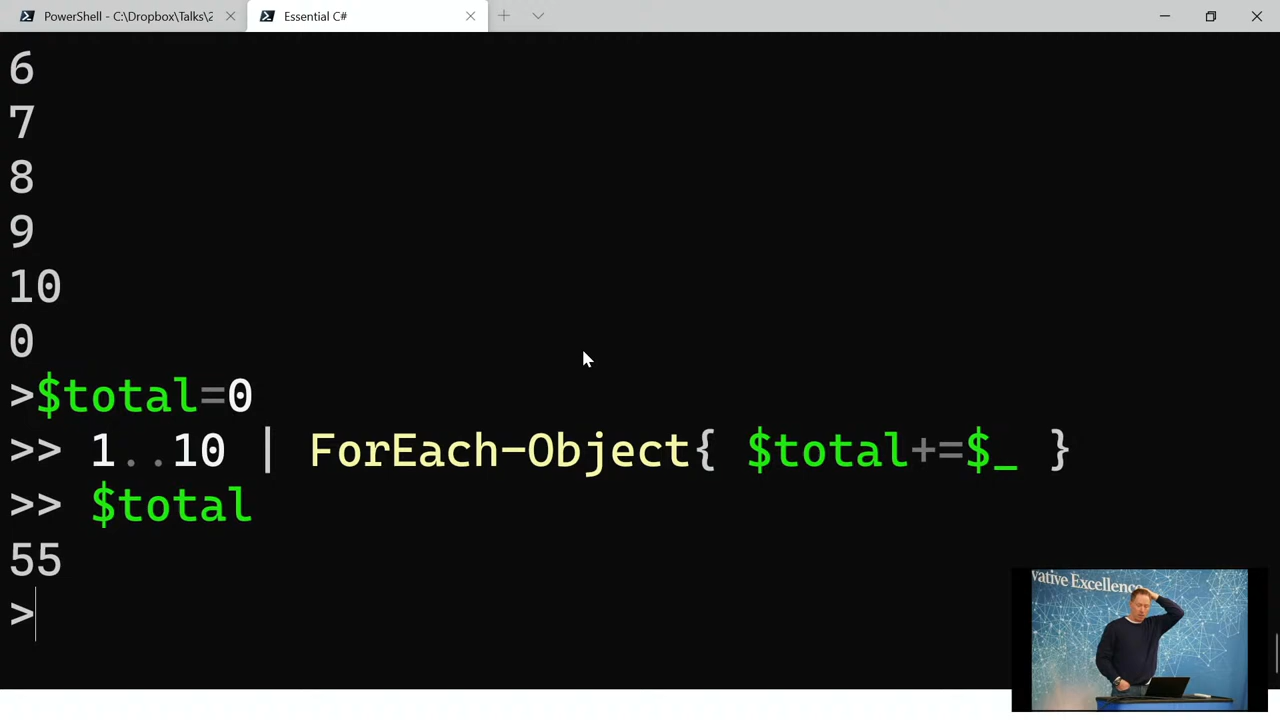 PowerShell - C:\Dropbox\Talks\2
Essential C#
6
7
8
9
10
0
>$total=0
>> 1..10 | ForEach-Object{ $total+=$_ }
>> $total
55
>
vative Excellence